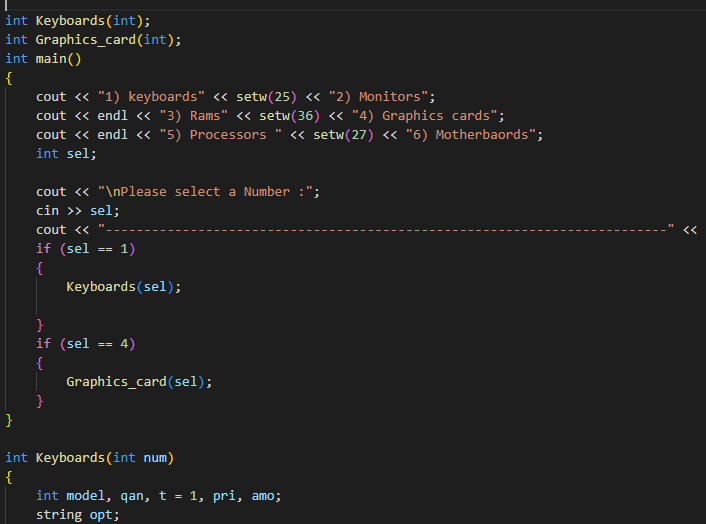 int Keyboards(int);
int Graphics_card(int);
int main()
{
    cout << "1) keyboards" << setw(25) << "2) Monitors";
    cout << endl << "3) Rams" << setw(36) << "4) Graphics cards";
    cout << endl << "5) Processors " << setw(27) << "6) Motherbaords";
    int sel;

    cout << "\nPlease select a Number :";
    cin >> sel;
    cout << "-------------------------------------------------------------------------" <<
    if (sel == 1)
    {
        Keyboards(sel);

    }
    if (sel == 4)
    {
        Graphics_card(sel);
    }
}

int Keyboards(int num)
{
    int model, qan, t = 1, pri, amo;
    string opt;